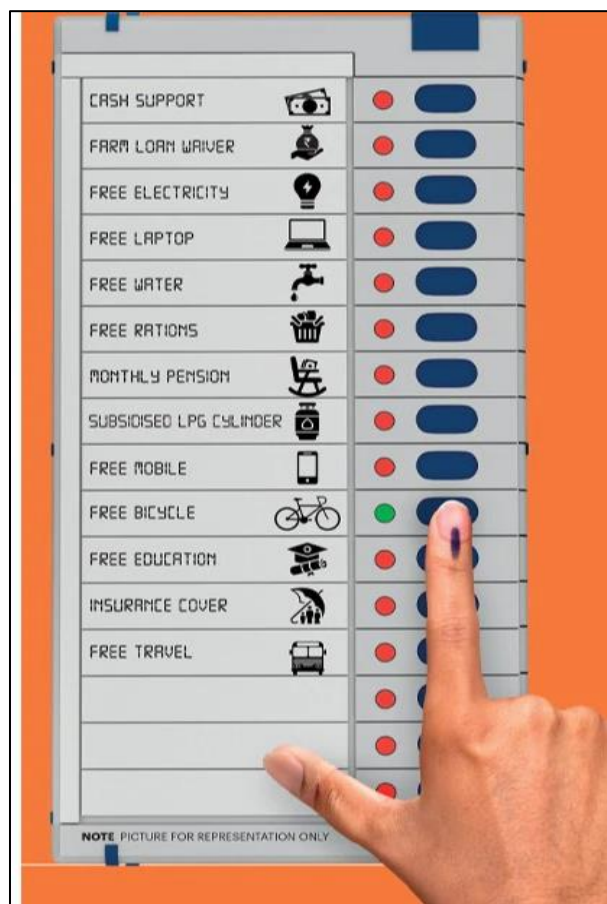 CASH SUPPORT
FARM LOAN WAIVER
FREE ELECTRICITY
FREE LAPTOP
FREE WATER
FREE RATIONS
MONTHLY PENSION
SUBSIDISED LPG CYLINDER
FREE MOBILE
FREE BICYCLE
FREE EDUCATION
INSURANCE COVER
FREE TRAVEL
NOTE PICTURE FOR REPRESENTATION ONLY